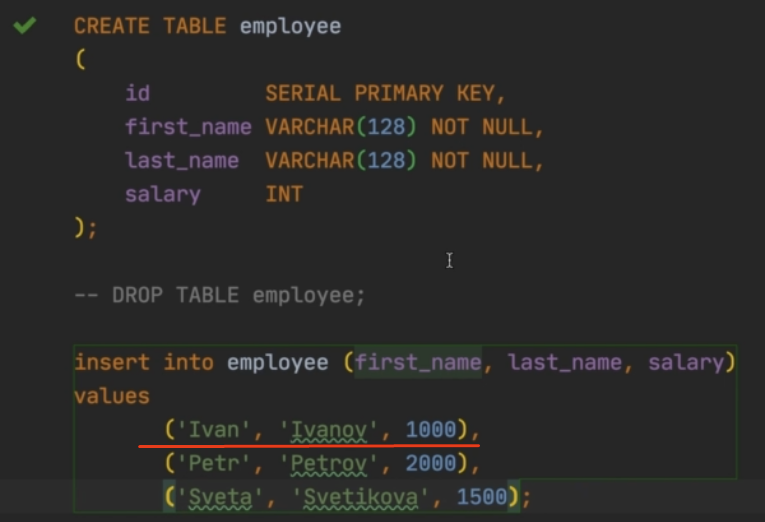 CREATE TABLE employee
(
    id         SERIAL PRIMARY KEY,
    first_name VARCHAR(128) NOT NULL,
    last_name  VARCHAR(128) NOT NULL,
    salary     INT
);
-- DROP TABLE employee;
insert into employee (first_name, last_name, salary)
values
        ('Ivan', 'Ivanov', 1000),
        ('Petr', 'Petrov', 2000),
        ('Sveta', 'Svetikova', 1500);